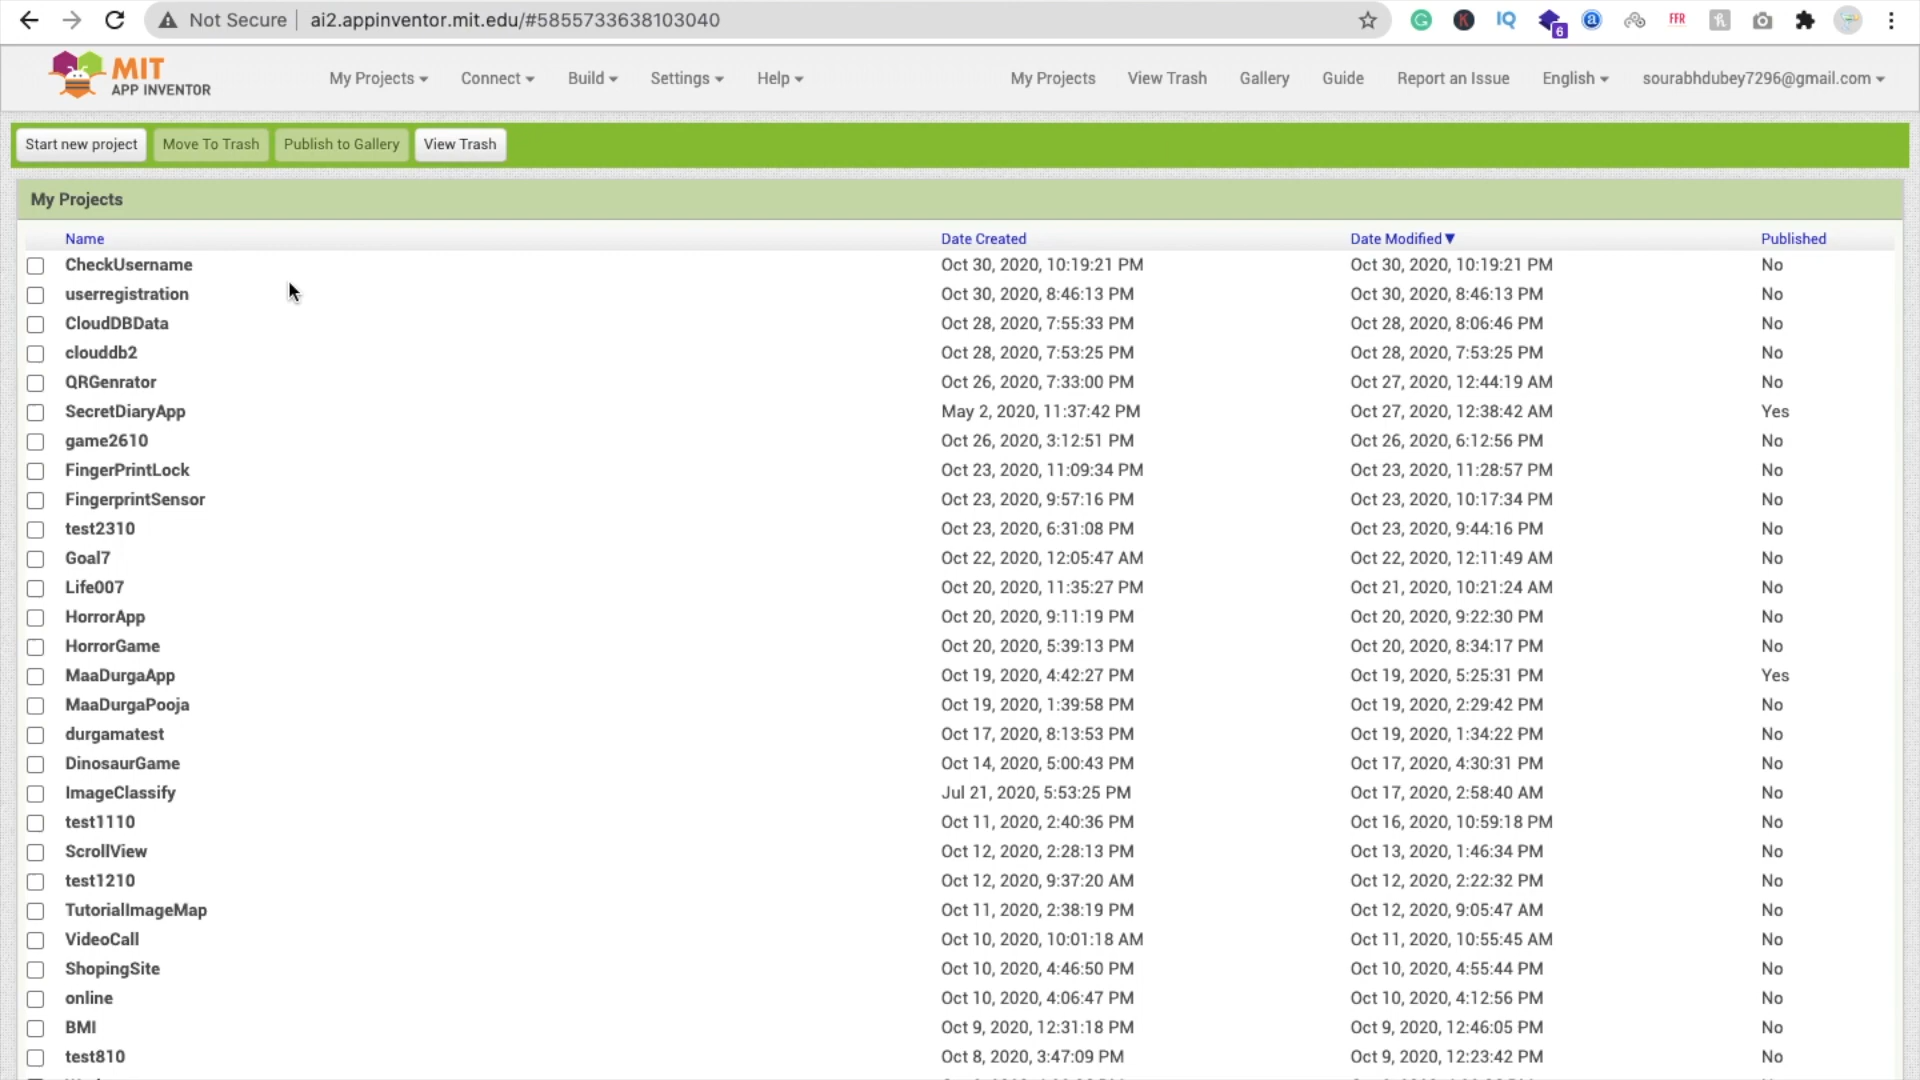 Not Secure | ai2.appinventor.mit.edu/#5855733638103040 IQ 6 a FFR
MIT APP INVENTOR My Projects Connect Build Settings Help My Projects View Trash Gallery Guide Report an Issue English sourabhdubey7296@gmail.com
Start new project Move To Trash Publish to Gallery View Trash
My Projects
Name Date Created Date Modified▼ Published
CheckUsername Oct 30, 2020, 10:19:21 PM Oct 30, 2020, 10:19:21 PM No
userregistration Oct 30, 2020, 8:46:13 PM Oct 30, 2020, 8:46:13 PM No
CloudDBData Oct 28, 2020, 7:55:33 PM Oct 28, 2020, 8:06:46 PM No
clouddb2 Oct 28, 2020, 7:53:25 PM Oct 28, 2020, 7:53:25 PM No
QRGenrator Oct 26, 2020, 7:33:00 PM Oct 27, 2020, 12:44:19 AM No
SecretDiaryApp May 2, 2020, 11:37:42 PM Oct 27, 2020, 12:38:42 AM Yes
game2610 Oct 26, 2020, 3:12:51 PM Oct 26, 2020, 6:12:56 PM No
FingerPrintLock Oct 23, 2020, 11:09:34 PM Oct 23, 2020, 11:28:57 PM No
FingerprintSensor Oct 23, 2020, 9:57:16 PM Oct 23, 2020, 10:17:34 PM No
test2310 Oct 23, 2020, 6:31:08 PM Oct 23, 2020, 9:44:16 PM No
Goal7 Oct 22, 2020, 12:05:47 AM Oct 22, 2020, 12:11:49 AM No
Life007 Oct 20, 2020, 11:35:27 PM Oct 21, 2020, 10:21:24 AM No
HorrorApp Oct 20, 2020, 9:11:19 PM Oct 20, 2020, 9:22:30 PM No
HorrorGame Oct 20, 2020, 5:39:13 PM Oct 20, 2020, 8:34:17 PM No
MaaDurgaApp Oct 19, 2020, 4:42:27 PM Oct 19, 2020, 5:25:31 PM Yes
MaaDurgaPooja Oct 19, 2020, 1:39:58 PM Oct 19, 2020, 2:29:42 PM No
durgamatest Oct 17, 2020, 8:13:53 PM Oct 19, 2020, 1:34:22 PM No
DinosaurGame Oct 14, 2020, 5:00:43 PM Oct 17, 2020, 4:30:31 PM No
ImageClassify Jul 21, 2020, 5:53:25 PM Oct 17, 2020, 2:58:40 AM No
test1110 Oct 11, 2020, 2:40:36 PM Oct 16, 2020, 10:59:18 PM No
ScrollView Oct 12, 2020, 2:28:13 PM Oct 13, 2020, 1:46:34 PM No
test1210 Oct 12, 2020, 9:37:20 AM Oct 12, 2020, 2:22:32 PM No
TutorialImageMap Oct 11, 2020, 2:38:19 PM Oct 12, 2020, 9:05:47 AM No
VideoCall Oct 10, 2020, 10:01:18 AM Oct 11, 2020, 10:55:45 AM No
ShopingSite Oct 10, 2020, 4:46:50 PM Oct 10, 2020, 4:55:44 PM No
online Oct 10, 2020, 4:06:47 PM Oct 10, 2020, 4:12:56 PM No
BMI Oct 9, 2020, 12:31:18 PM Oct 9, 2020, 12:46:05 PM No
test810 Oct 8, 2020, 3:47:09 PM Oct 9, 2020, 12:23:42 PM No